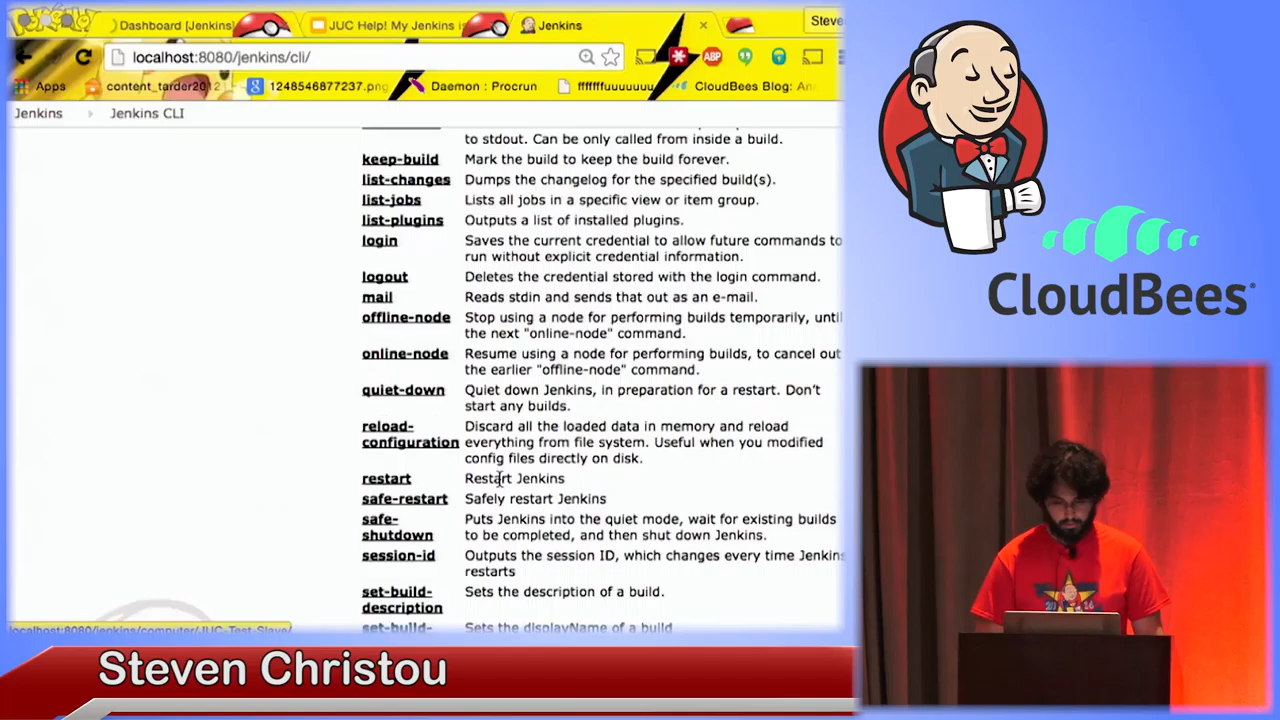 Dashboard [Jenkins]
JUC Help! My Jenkins is
Jenkins
Steve
localhost:8080/jenkins/cli/
ABP
Apps
content_tarder2012
1248546877237.png
Daemon : Procrun
ffffffuuuuuuu
CloudBees Blog: An
Jenkins
Jenkins CLI
to stdout. Can be only called from inside a build.
keep-build Mark the build to keep the build forever.
list-changes Dumps the changelog for the specified build(s).
list-jobs Lists all jobs in a specific view or item group.
list-plugins Outputs a list of installed plugins.
login Saves the current credential to allow future commands to
run without explicit credential information.
logout Deletes the credential stored with the login command.
mail Reads stdin and sends that out as an e-mail.
offline-node Stop using a node for performing builds temporarily, until
the next "online-node" command.
online-node Resume using a node for performing builds, to cancel out
the earlier "offline-node" command.
quiet-down Quiet down Jenkins, in preparation for a restart. Don't
start any builds.
reload- Discard all the loaded data in memory and reload
configuration everything from file system. Useful when you modified
config files directly on disk.
restart Restart Jenkins
safe-restart Safely restart Jenkins
safe- Puts Jenkins into the quiet mode, wait for existing builds
shutdown to be completed, and then shut down Jenkins.
session-id Outputs the session ID, which changes every time Jenkins
restarts
set-build- Sets the description of a build.
description
set-build- Sets the displayName of a build
localhost:8080/jenkins/computer/JUC-Test-Slave/
CloudBees
Steven Christou